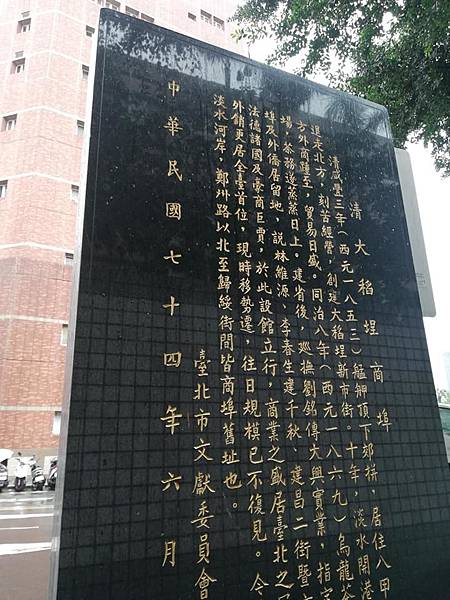 清大稻埕商埠
清咸豐三年(西元一八五三)艋舺頂下郊拼,居住八甲
退走北方,刻苦經營,創建大稻埕新市街。十年,淡水開港
方外商踵至,貿易日盛。同治八年(西元一八六九)烏龍茶
場,茶務遂蒸蒸日上。建省後,巡撫劉銘傳大興實業,指定
埠及外僑居留地,說林維源、李春生建千秋、建昌二街暨
法德諸國及豪商巨賈,於此設館立行,商業之盛居臺北之
外銷更居全臺首位,現時移勢遷,往日規模已不復見。今
淡水河岸,鄭州路以北至歸綏街間皆商埠舊址也。
臺北市文獻委員會
中華民國七十四年六月